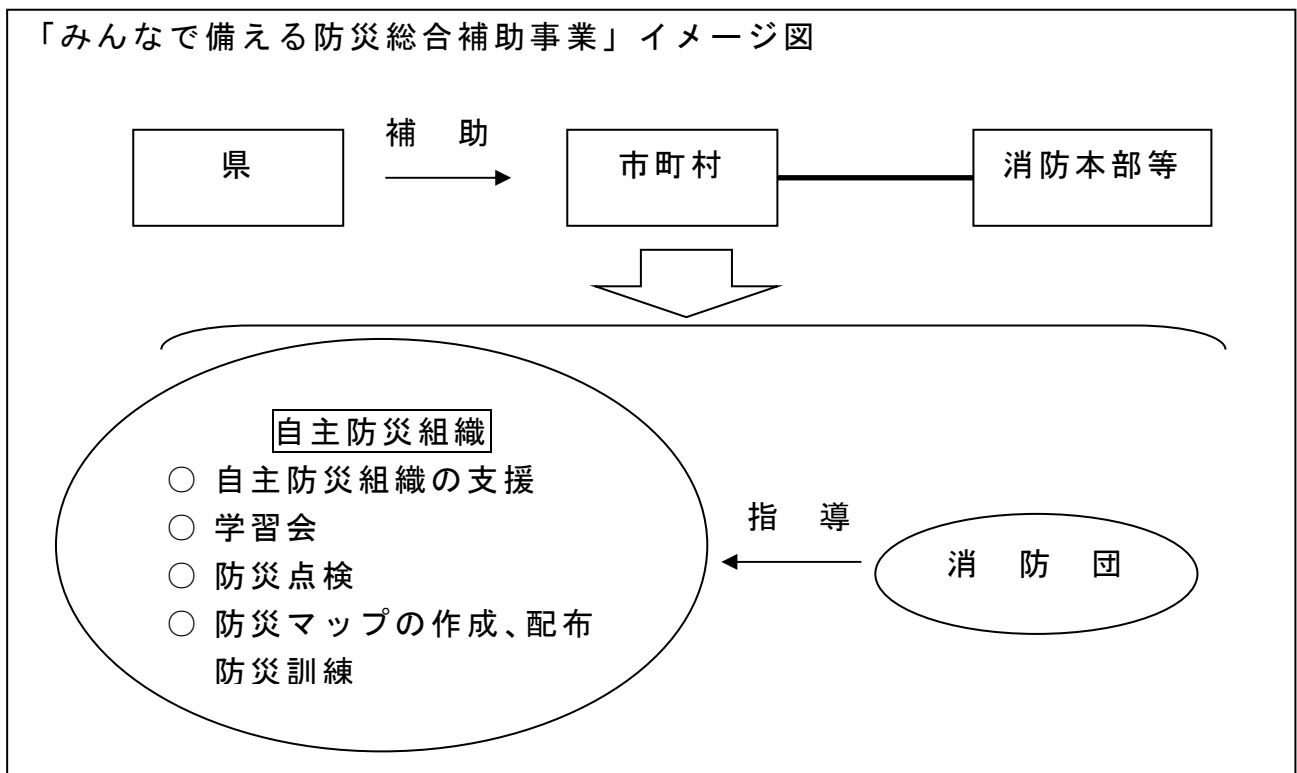 「みんなで備える防災総合補助事業」イメージ図
補　助
県
市町村
消防本部等
自主防災組織
○ 自主防災組織の支援
○ 学習会
○ 防災点検
○ 防災マップの作成、配布
防災訓練
指　導
消　防　団